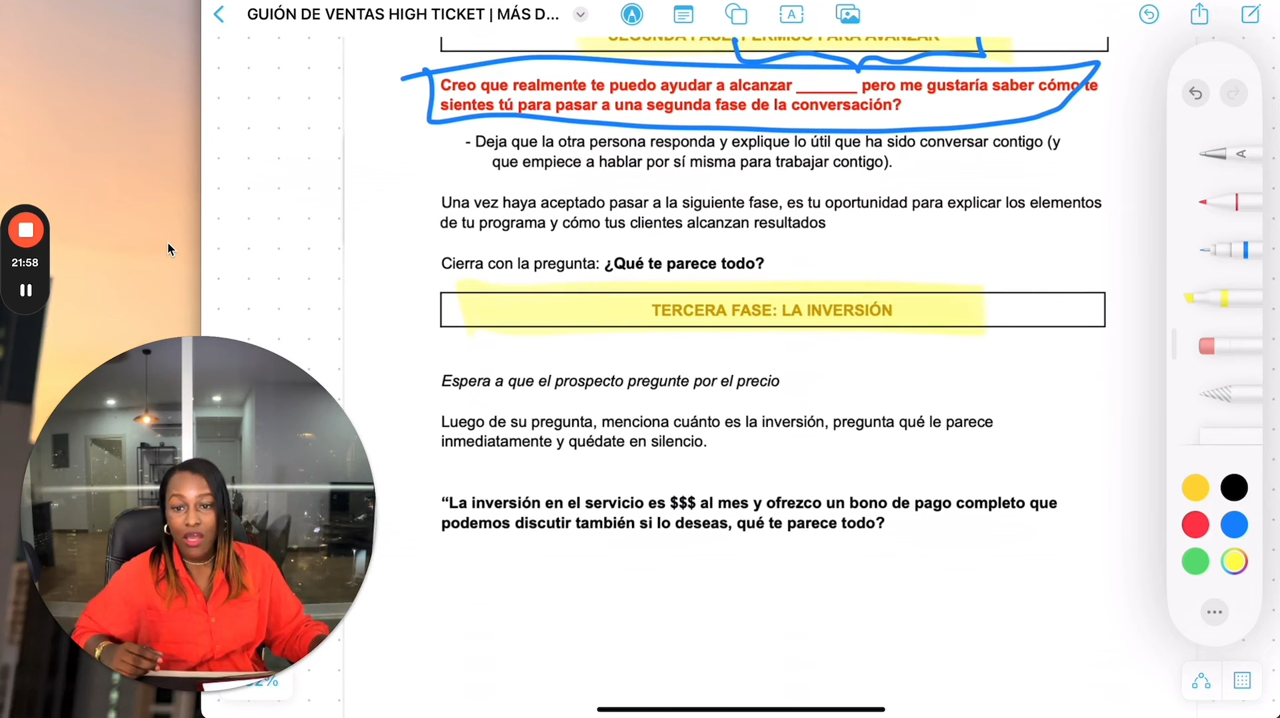 GUIÓN DE VENTAS HIGH TICKET | MÁS D...
SEGUNDA FASE: PERMISO PARA AVANZAR
Creo que realmente te puedo ayudar a alcanzar _______ pero me gustaría saber cómo te
sientes tú para pasar a una segunda fase de la conversación?
- Deja que la otra persona responda y explique lo útil que ha sido conversar contigo (y
que empiece a hablar por sí misma para trabajar contigo).
Una vez haya aceptado pasar a la siguiente fase, es tu oportunidad para explicar los elementos
de tu programa y cómo tus clientes alcanzan resultados
21:58
Cierra con la pregunta: ¿Qué te parece todo?
TERCERA FASE: LA INVERSIÓN
Espera a que el prospecto pregunte por el precio
Luego de su pregunta, menciona cuánto es la inversión, pregunta qué le parece
inmediatamente y quédate en silencio.
“La inversión en el servicio es $$$ al mes y ofrezco un bono de pago completo que
podemos discutir también si lo deseas, qué te parece todo?